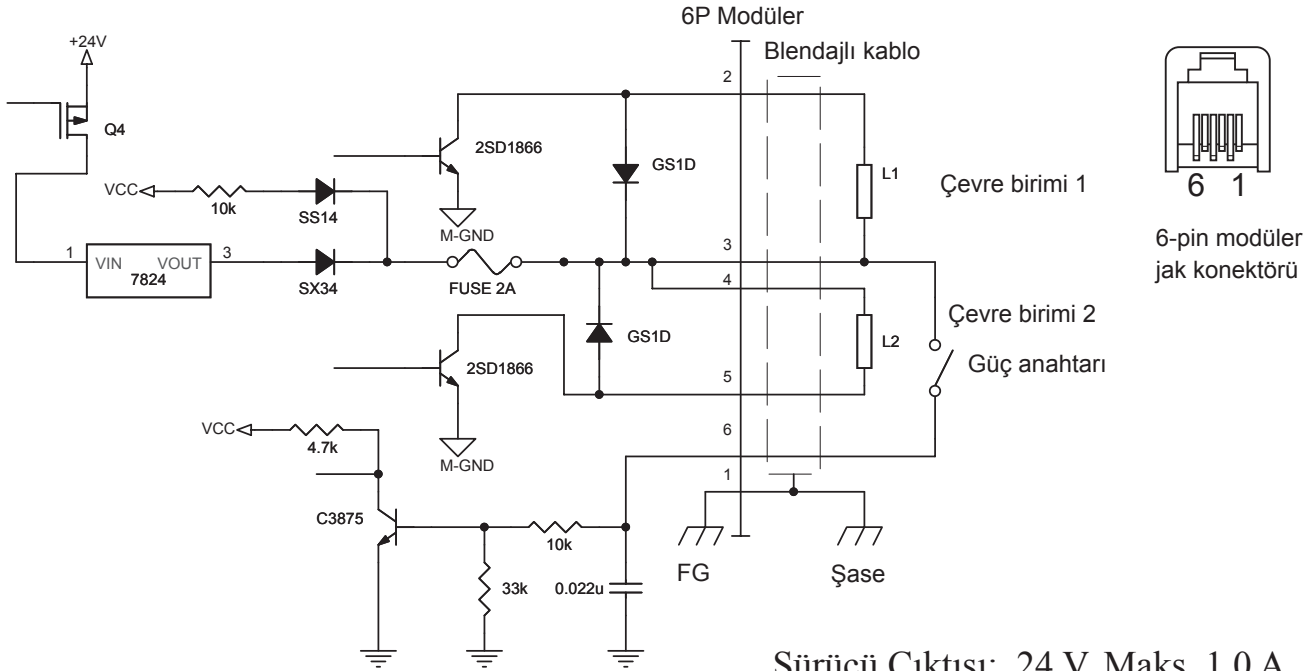 6P Modüler
Blendajlı kablo
+24V
2
Q4
2SD1866
GS1D
L1
Çevre birimi 1
6 1
VCC
10k
SS14
M-GND
6-pin modüler
jak konektörü
1
VIN
VOUT
3
7824
SX34
FUSE 2A
3
4
Çevre birimi 2
GS1D
L2
Güç anahtarı
2SD1866
5
VCC
4.7k
M-GND
6
1
C3875
10k
33k
0.022u
FG
Şase
Sürücü Çıktısı: 24 V, Maks. 1.0 A